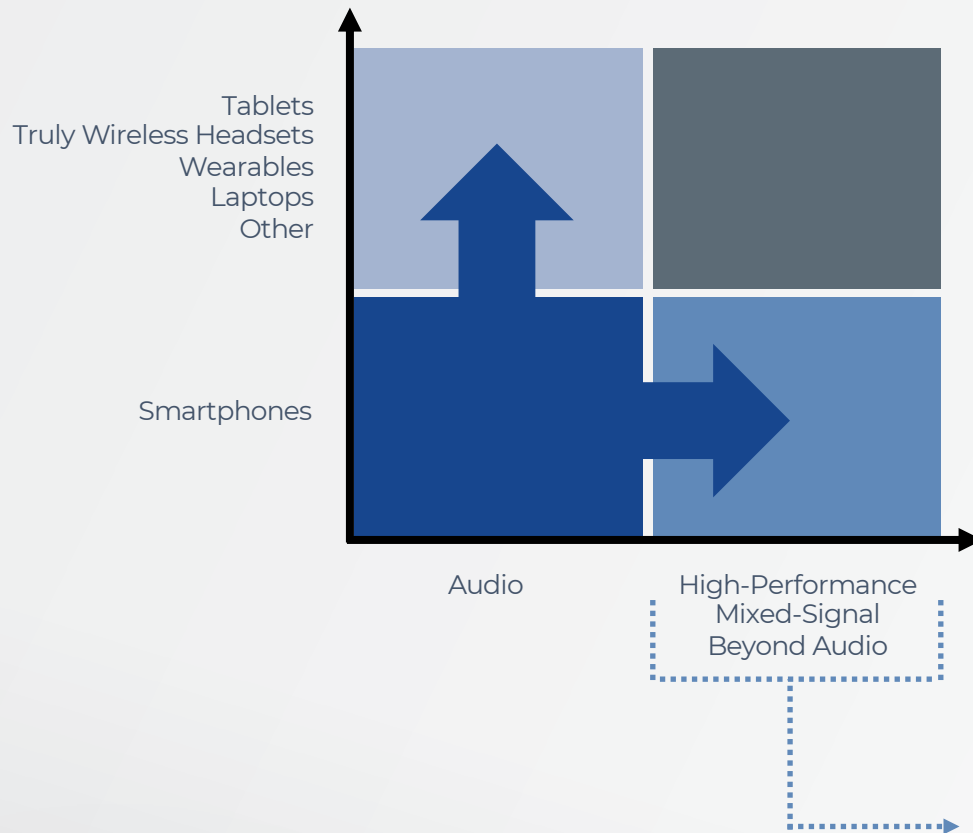 Tablets
Truly Wireless Headsets
Wearables
Laptops
Other
Smartphones
Audio
High-Performance
Mixed-Signal
Beyond Audio